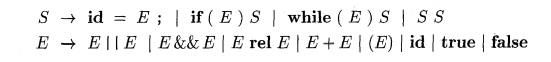 S → id = E ; | if ( E ) S | while ( E ) S | S S
E → E || E | E && E | E rel E | E + E | (E) | id | true | false